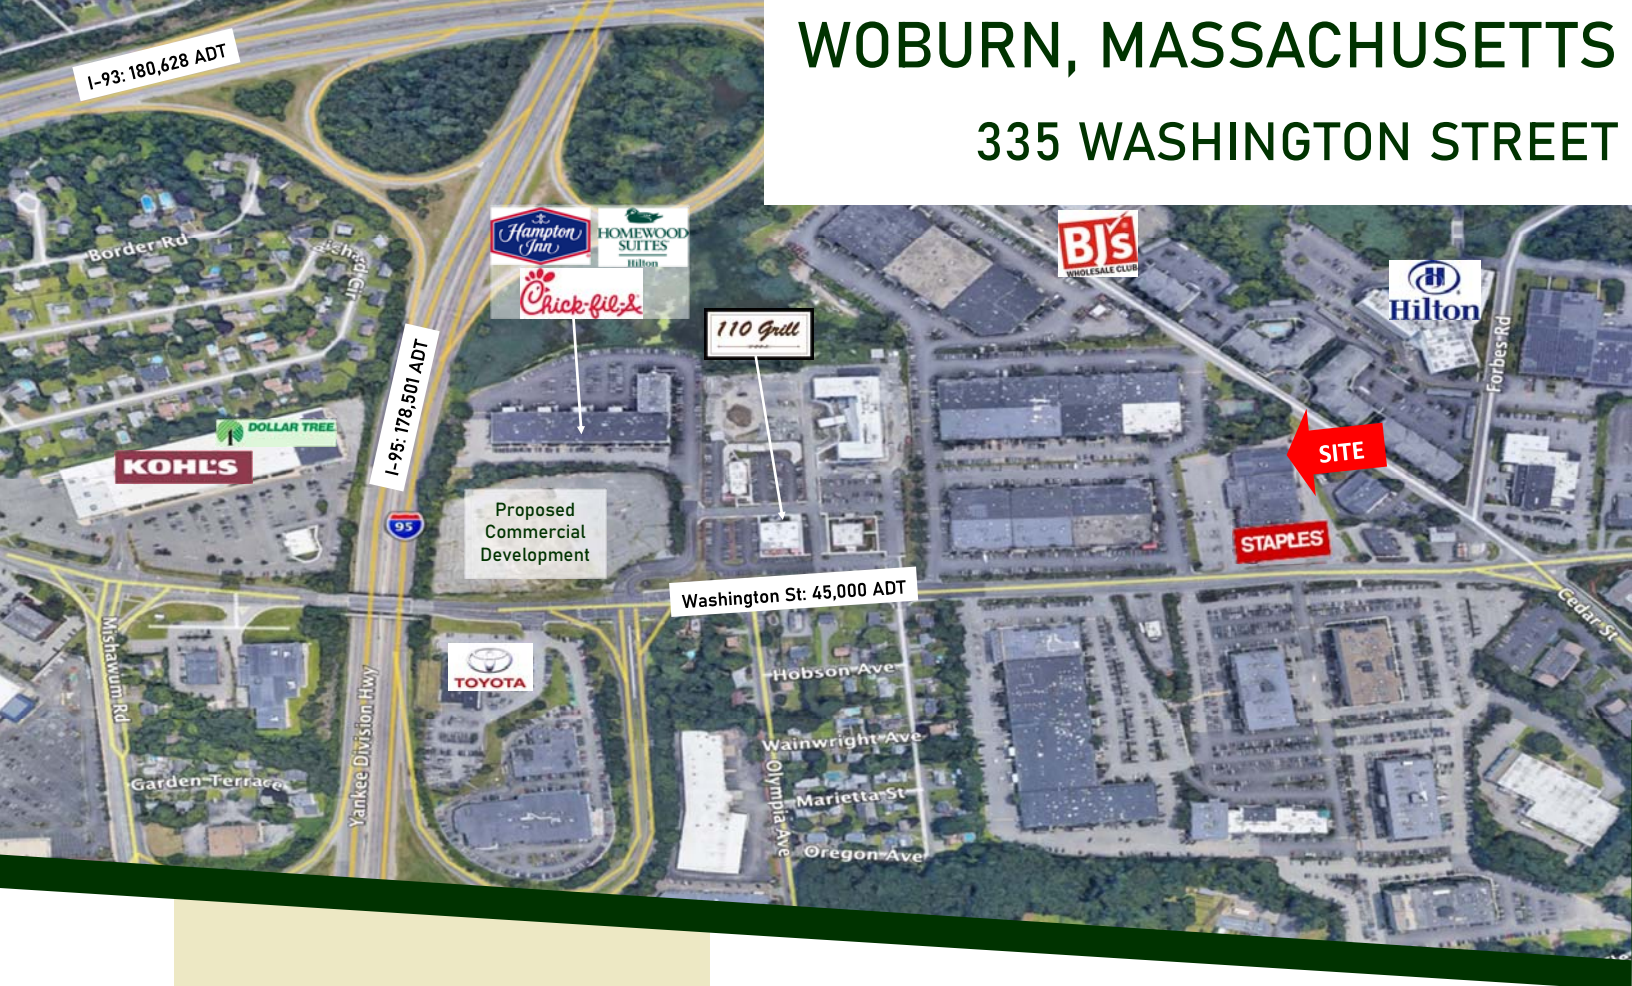 WOBURN, MASSACHUSETTS
335 WASHINGTON STREET
I-93: 180,628 ADT
Hampton
Inn
HOMEWOOD
SUITES
Hilton
Chick-fil-A
BJ's
WHOLESALE CLUB
Hilton
Border Rd
Richard Cir
110 Grill
Forbes Rd
I-95: 178,501 ADT
DOLLAR TREE
KOHL'S
SITE
95
Proposed
Commercial
Development
STAPLES
Washington St: 45,000 ADT
Cedar St
Mishawum Rd
TOYOTA
Hobson Ave
Yankee Division Hwy
Wainwright Ave
Olympia Ave
Garden Terrace
Marietta St
Oregon Ave